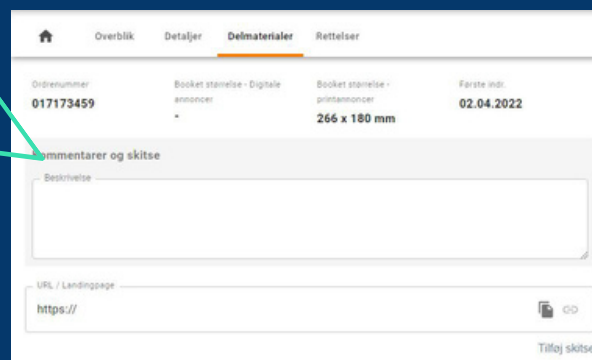 Overblik Detaljer Delmaterialer Rettelser
Ordrenummer
017173459
Booket størrelse - Digitale
annoncer
-
Booket størrelse -
printannoncer
266 x 180 mm
Første indr.
02.04.2022
Kommentarer og skitse
Beskrivelse
URL / Landingpage
https://
Tilføj skitse